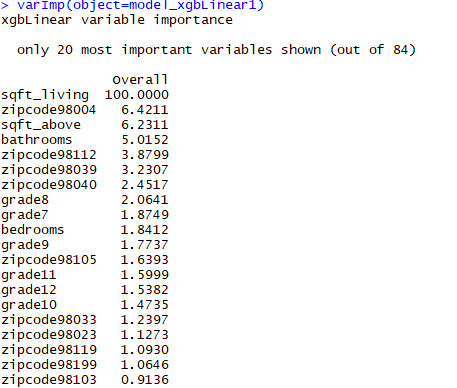 > varImp(object=model_xgbLinear1)
xgbLinear variable importance
only 20 most important variables shown (out of 84)
Overall
sqft_living 100.0000
zipcode98004 6.4211
sqft_above 6.2311
bathrooms 5.0152
zipcode98112 3.8799
zipcode98039 3.2307
zipcode98040 2.4517
grade8 2.0641
grade7 1.8749
bedrooms 1.8412
grade9 1.7737
zipcode98105 1.6393
grade11 1.5999
grade12 1.5382
grade10 1.4735
zipcode98033 1.2397
zipcode98023 1.1273
zipcode98119 1.0930
zipcode98199 1.0646
zipcode98103 0.9136